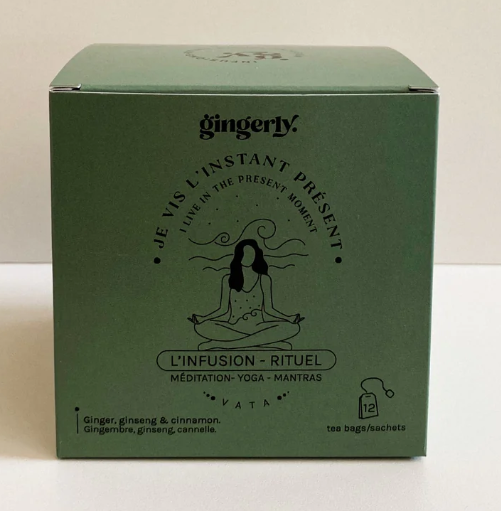 gingerly.
JE VIS L'INSTANT PRÉSENT
I LIVE IN THE PRESENT MOMENT
L'INFUSION - RITUEL
MÉDITATION- YOGA - MANTRAS
VATA
12
Ginger, ginseng & cinnamon.
Gingembre, ginseng, cannelle.
tea bags/sachets